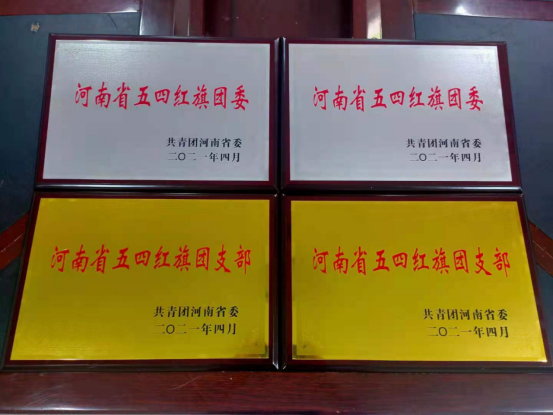 河南省五四红旗团委
共青团河南省委
二〇二一年四月
河南省五四红旗团委
共青团河南省委
二〇二一年四月
河南省五四红旗团支部
共青团河南省委
二〇二一年四月
河南省五四红旗团支部
共青团河南省委
二〇二一年四月